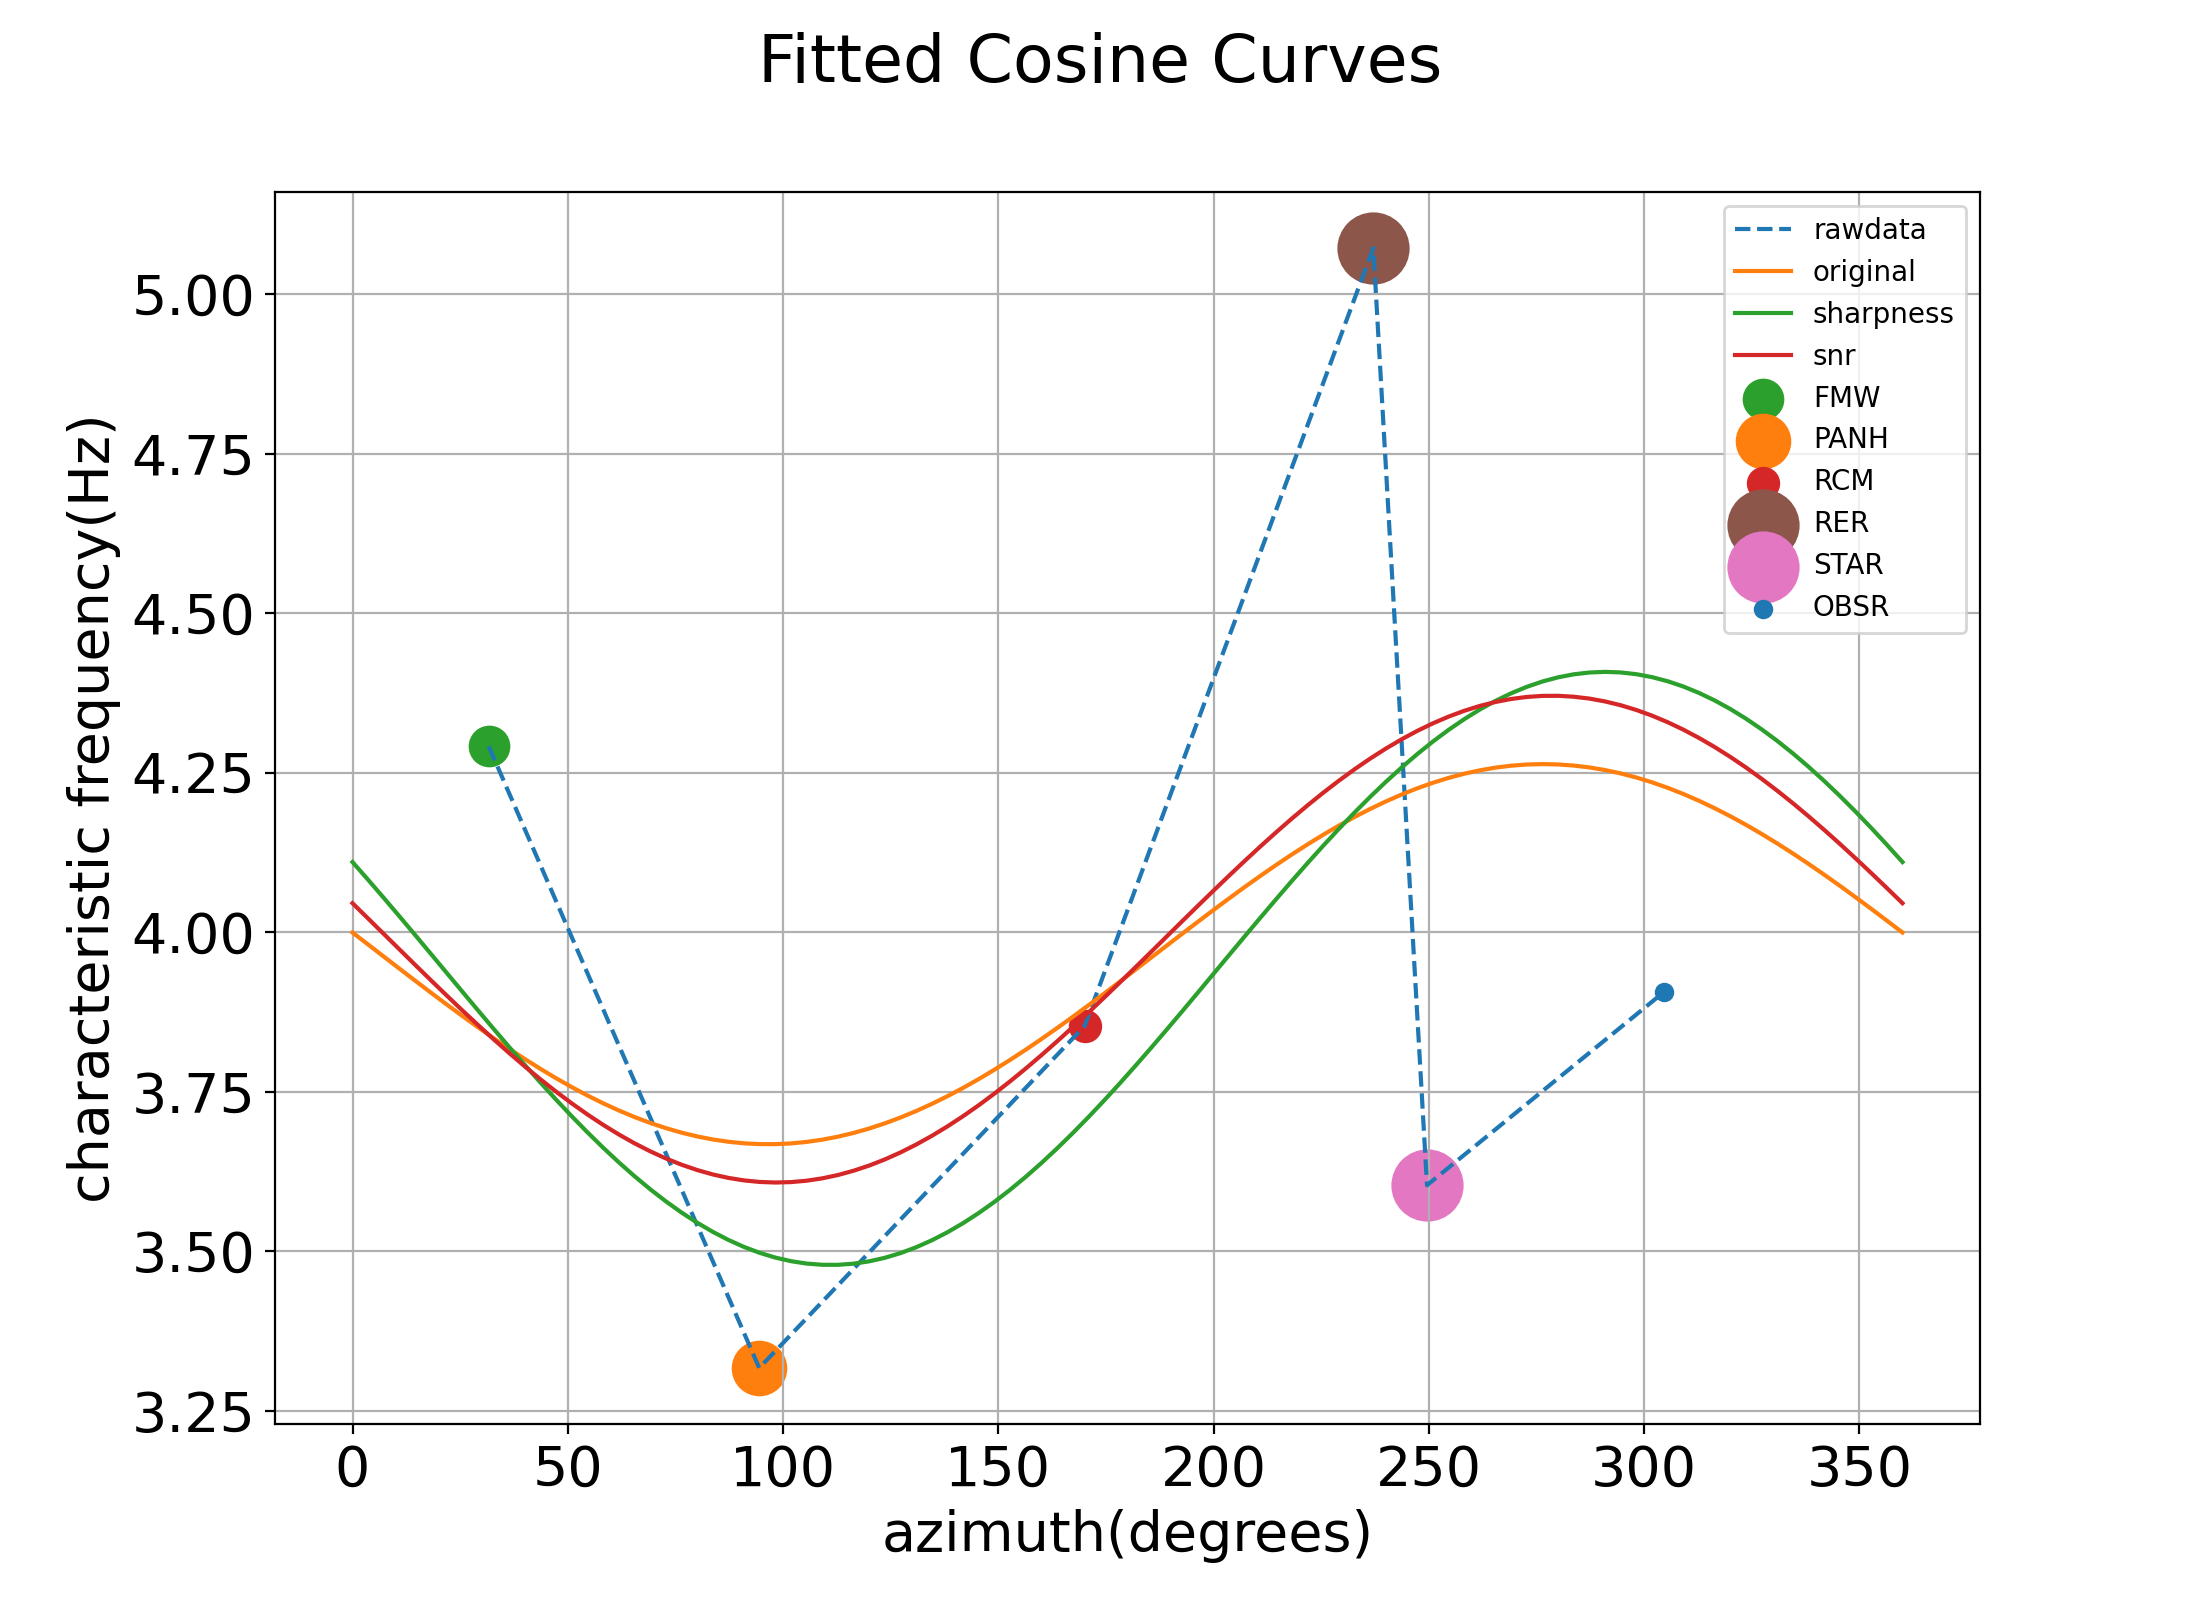 Fitted Cosine Curves
rawdata
original
sharpness
snr
FMW
PANH
RCM
RER
STAR
OBSR
characteristic frequency(Hz)
5.00
4.75
4.50
4.25
4.00
3.75
3.50
3.25
0 50 100 150 200 250 300 350
azimuth(degrees)